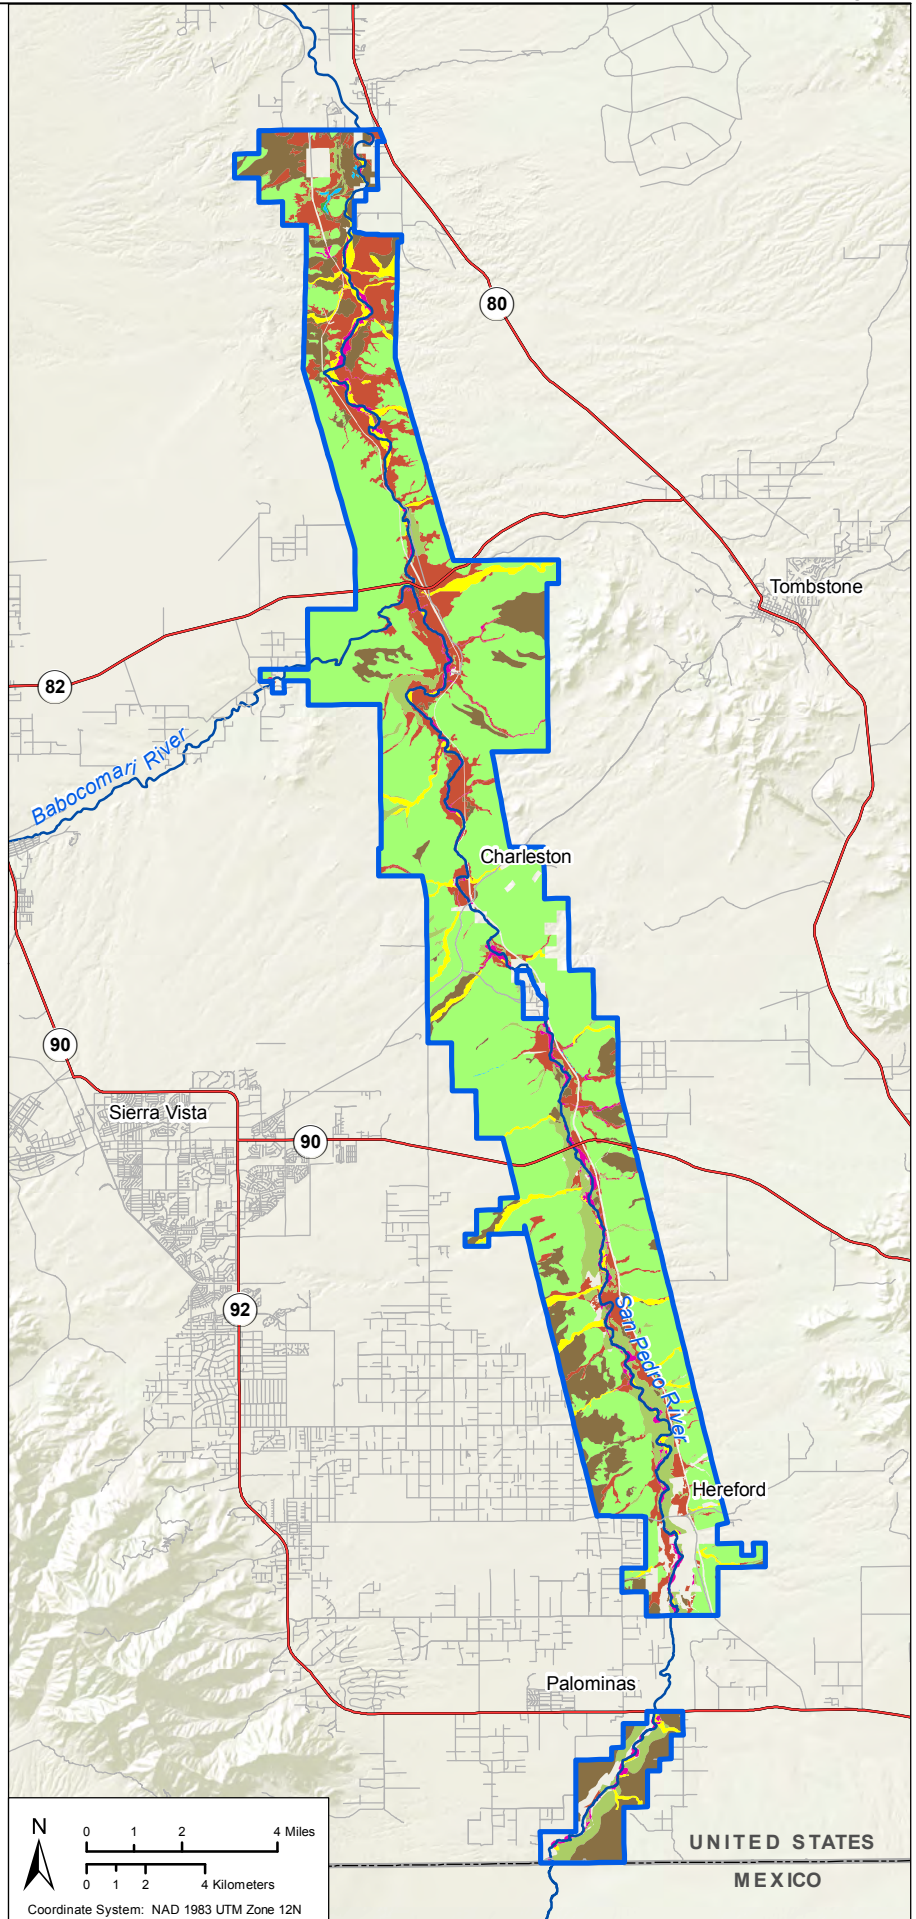 80
Tombstone
82
Babocomari River
Charleston
90
Sierra Vista
90
92
San Pedro River
Hereford
Palominas
UNITED STATES
MEXICO
N
0 1 2 4 Miles
0 1 2 4 Kilometers
Coordinate System: NAD 1983 UTM Zone 12N